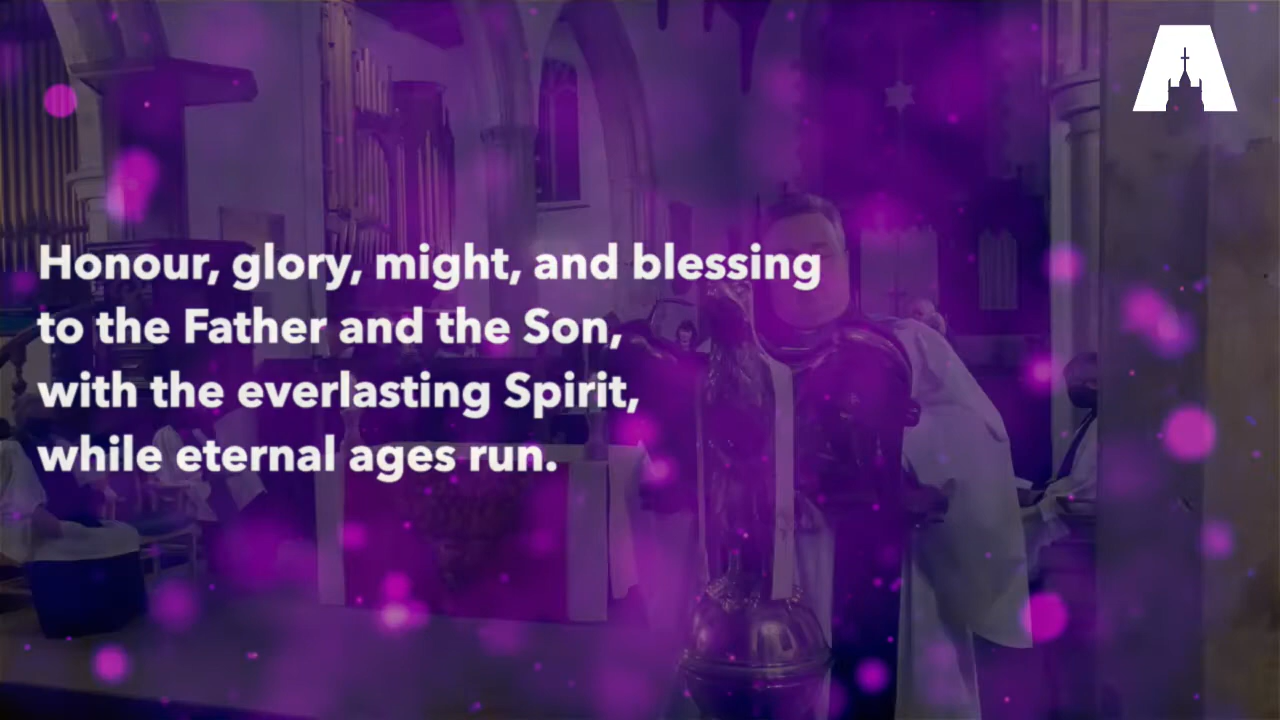 Honour, glory, might, and blessing
to the Father and the Son,
with the everlasting Spirit,
while eternal ages run.